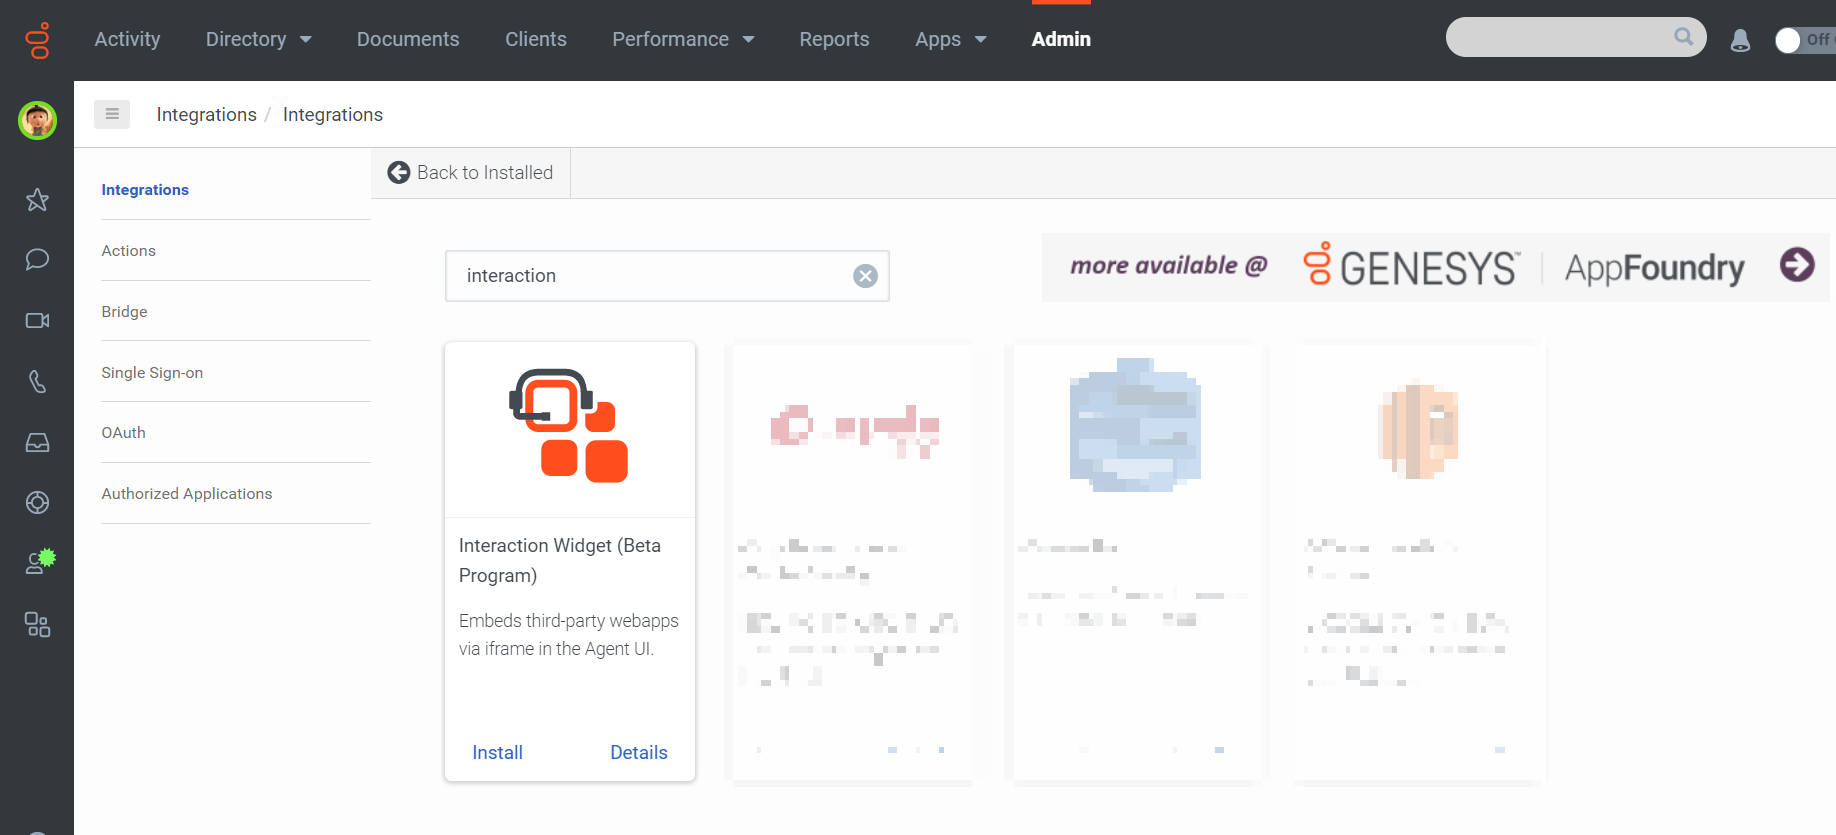 Activity Directory Documents Clients Performance Reports Apps Admin Off
Integrations / Integrations
Back to Installed
Integrations
Actions
Bridge
Single Sign-on
OAuth
Authorized Applications
interaction
more available @ GENESYS™ | AppFoundry
Interaction Widget (Beta
Program)
Embeds third-party webapps
via iframe in the Agent UI.
Install Details